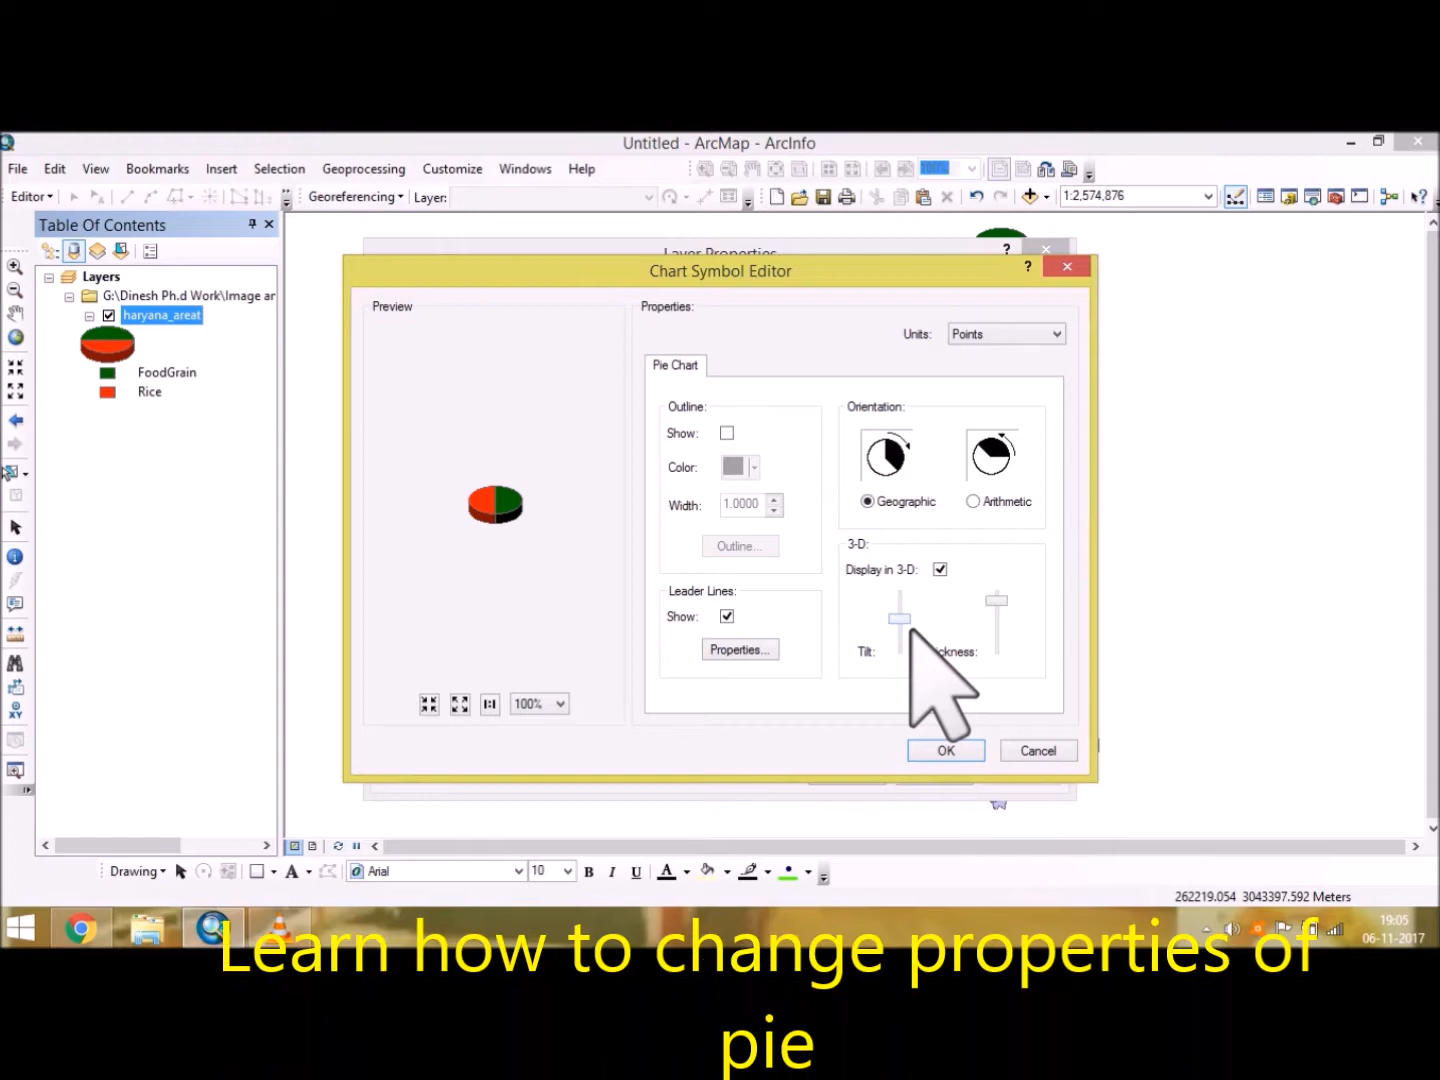 Untitled - ArcMap - ArcInfo
File Edit View Bookmarks Insert Selection Geoprocessing Customize Windows Help 100%
Editor Georeferencing Layer: 1:2,574,876
Table Of Contents
Layers
G:\Dinesh Ph.d Work\Image ar
haryana_areat
FoodGrain
Rice
Layer Properties
?
Chart Symbol Editor
?
Preview
Properties:
Units: Points
Pie Chart
Outline:
Show:
Color:
Width: 1.0000
Outline...
Leader Lines:
Show:
Properties...
Orientation:
Geographic Arithmetic
3-D:
Display in 3-D:
Tilt: ickness:
100%
OK Cancel
Drawing A Arial 10 B I U A
262219.054 3043397.592 Meters
19:05
06-11-2017
Learn how to change properties of
pie